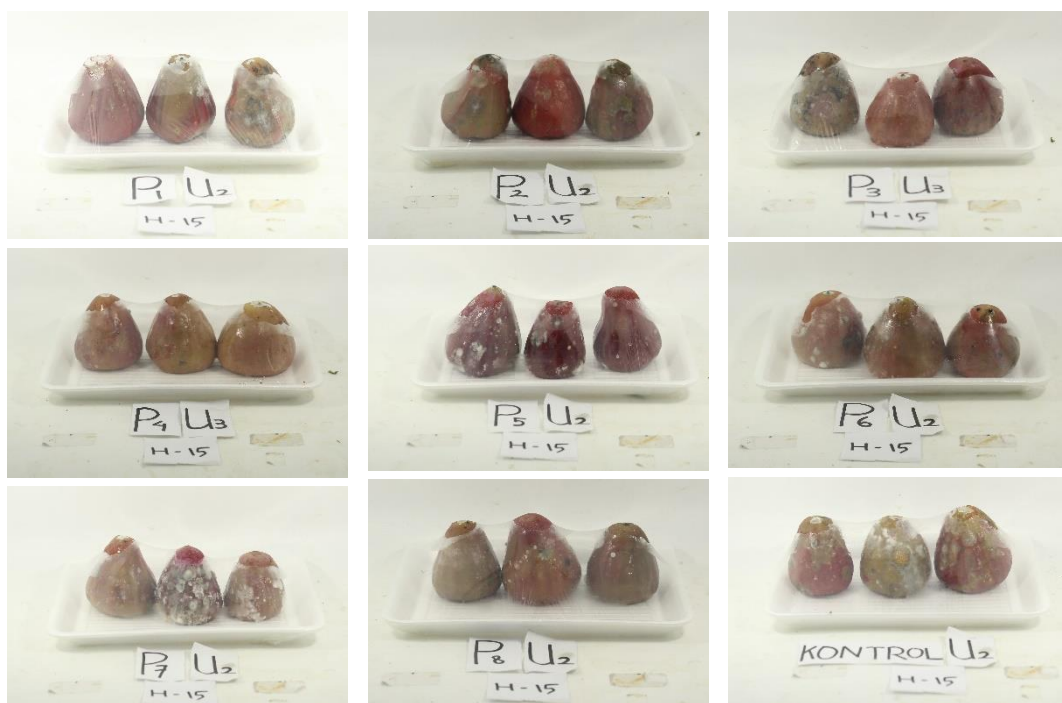 P1 U2
H-15
P2 U2
H-15
P3 U3
H-15
P4 U3
H-15
P5 U2
H-15
P6 U2
H-15
P7 U2
H-15
P8 U2
H-15
KONTROL U2
H-15